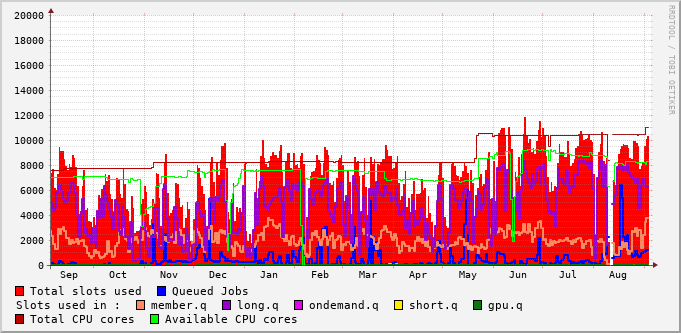 20000
18000
16000
14000
12000
10000
8000
6000
4000
2000
0
Sep Oct Nov Dec Jan Feb Mar Apr May Jun Jul Aug
RRDTOOL / TOBI OETIKER
Total slots used Queued Jobs
Slots used in : member.q long.q ondemand.q short.q gpu.q
Total CPU cores Available CPU cores